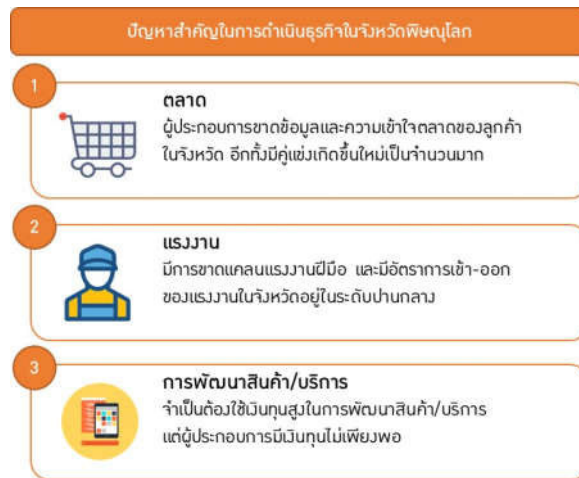 ปัญหาสำคัญในการดำเนินธุรกิจในจังหวัดพิษณุโลก
1
ตลาด
ผู้ประกอบการขาดข้อมูลและความเข้าใจตลาดของลูกค้า
ในจังหวัด อีกทั้งมีคู่แข่งเกิดขึ้นใหม่เป็นจำนวนมาก
2
แรงงาน
มีการขาดแคลนแรงงานฝีมือ และมีอัตราการเข้า-ออก
ของแรงงานในจังหวัดอยู่ในระดับปานกลาง
3
การพัฒนาสินค้า/บริการ
จำเป็นต้องใช้เงินทุนสูงในการพัฒนาสินค้า/บริการ
แต่ผู้ประกอบการมีเงินทุนไม่เพียงพอ